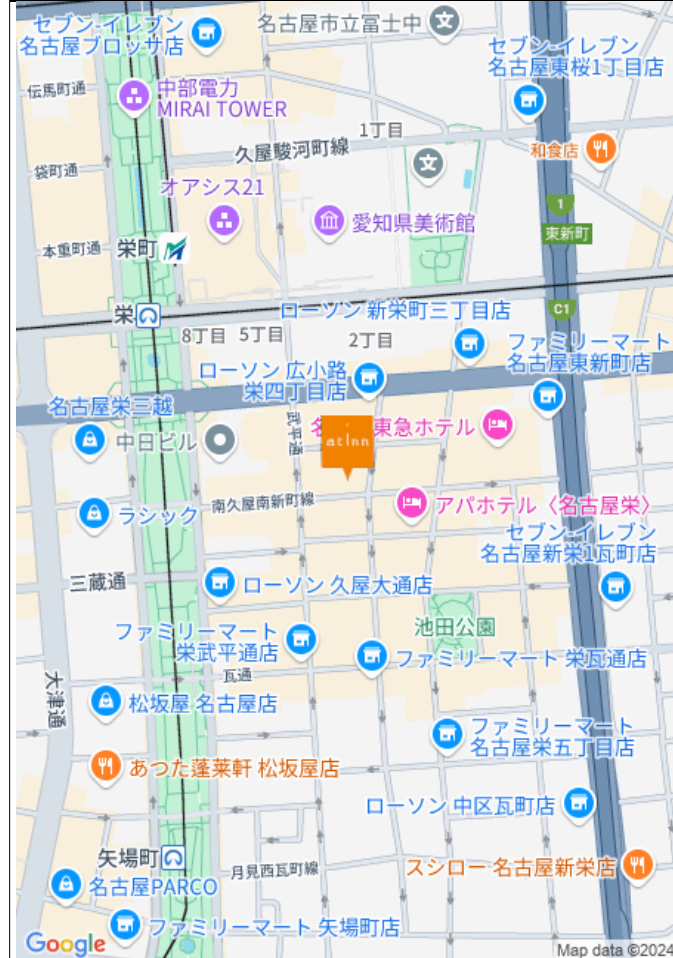 セブン-イレブン
名古屋ブロッサ店
名古屋市立冨士中
セブン-イレブン
名古屋東桜1丁目店
伝馬町通
中部電力
MIRAI TOWER
1丁目
久屋駿河町線
和食店
袋町通
オアシス21
愛知県美術館
1
東新町
本重町通
栄町
栄
ローソン 新栄町三丁目店
C1
8丁目
5丁目
2丁目
ファミリーマート
名古屋東新町店
ローソン 広小路
栄四丁目店
名古屋栄三越
武平通
at Inn
名
東急ホテル
中日ビル
南久屋南新町線
アパホテル〈名古屋栄〉
ラシック
セブン-イレブン
名古屋新栄1瓦町店
三蔵通
ローソン 久屋大通店
池田公園
ファミリーマート
栄武平通店
ファミリーマート 栄瓦通店
瓦通
大津通
松坂屋 名古屋店
ファミリーマート
名古屋栄五丁目店
あつた蓬莱軒 松坂屋店
ローソン 中区瓦町店
矢場町
月見西瓦町線
スシロー 名古屋新栄店
名古屋PARCO
ファミリーマート 矢場町店
Google
Map data ©2024